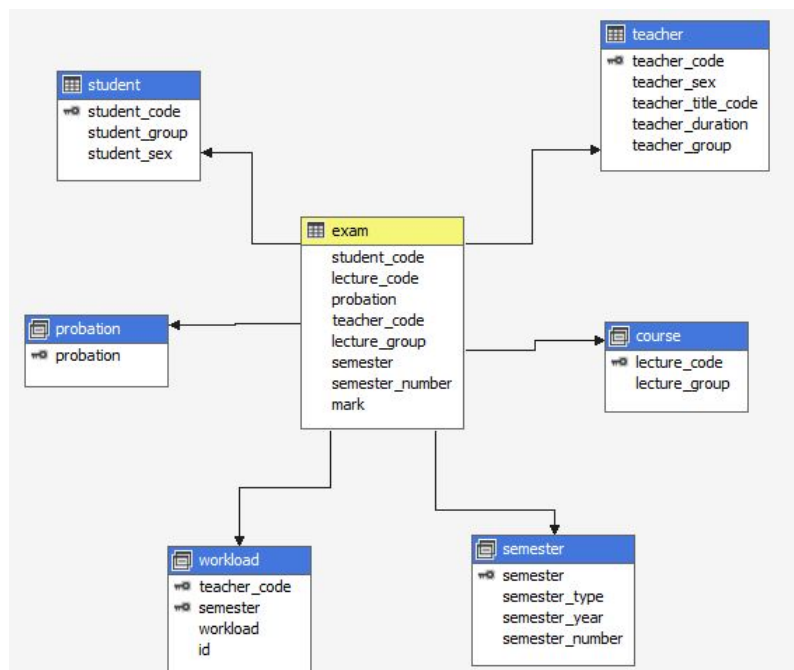 student
student_code
student_group
student_sex
teacher
teacher_code
teacher_sex
teacher_title_code
teacher_duration
teacher_group
exam
student_code
lecture_code
probation
teacher_code
lecture_group
semester
semester_number
mark
probation
probation
course
lecture_code
lecture_group
workload
teacher_code
semester
workload
id
semester
semester
semester_type
semester_year
semester_number